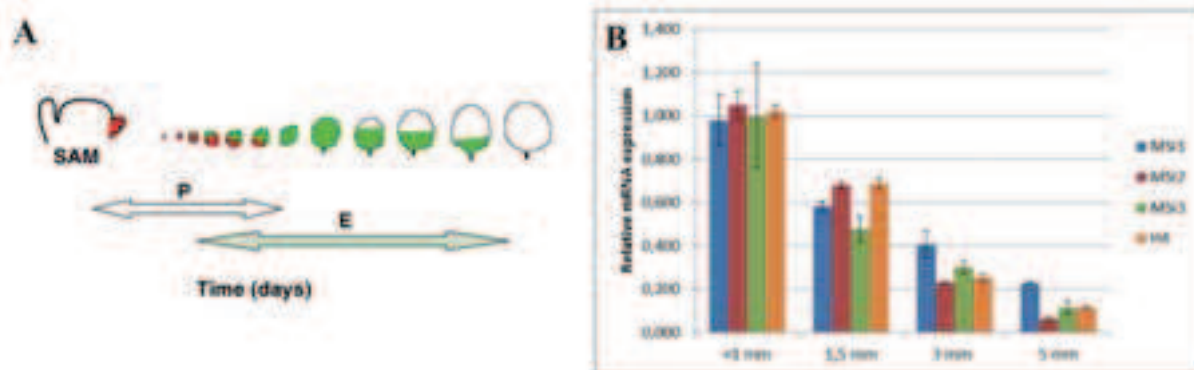 A
SAM
P
E
Time (days)
B
Relative mRNA expression
1,400
1,200
1,000
0,800
0,600
0,400
0,200
0,000
<1 mm
1,5 mm
3 mm
5 mm
MSI1
MSI2
MSI3
H4